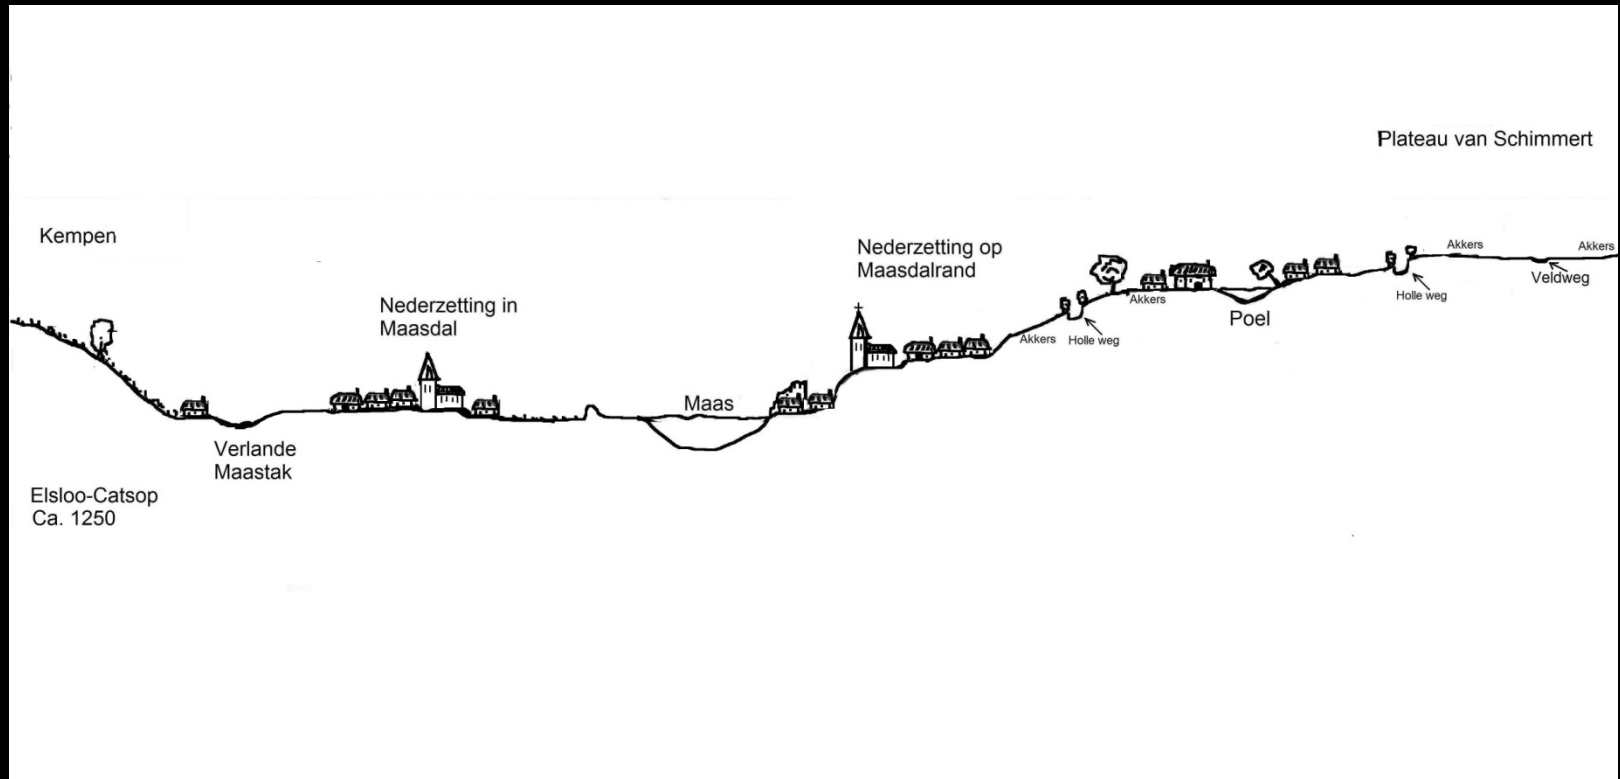 Plateau van Schimmert
Kempen
Nederzetting op
Maasdalrand
Akkers
Akkers
Veldweg
Holle weg
Akkers
Poel
Nederzetting in
Maasdal
Akkers
Holle weg
Maas
Verlande
Maastak
Elsloo-Catsop
Ca. 1250